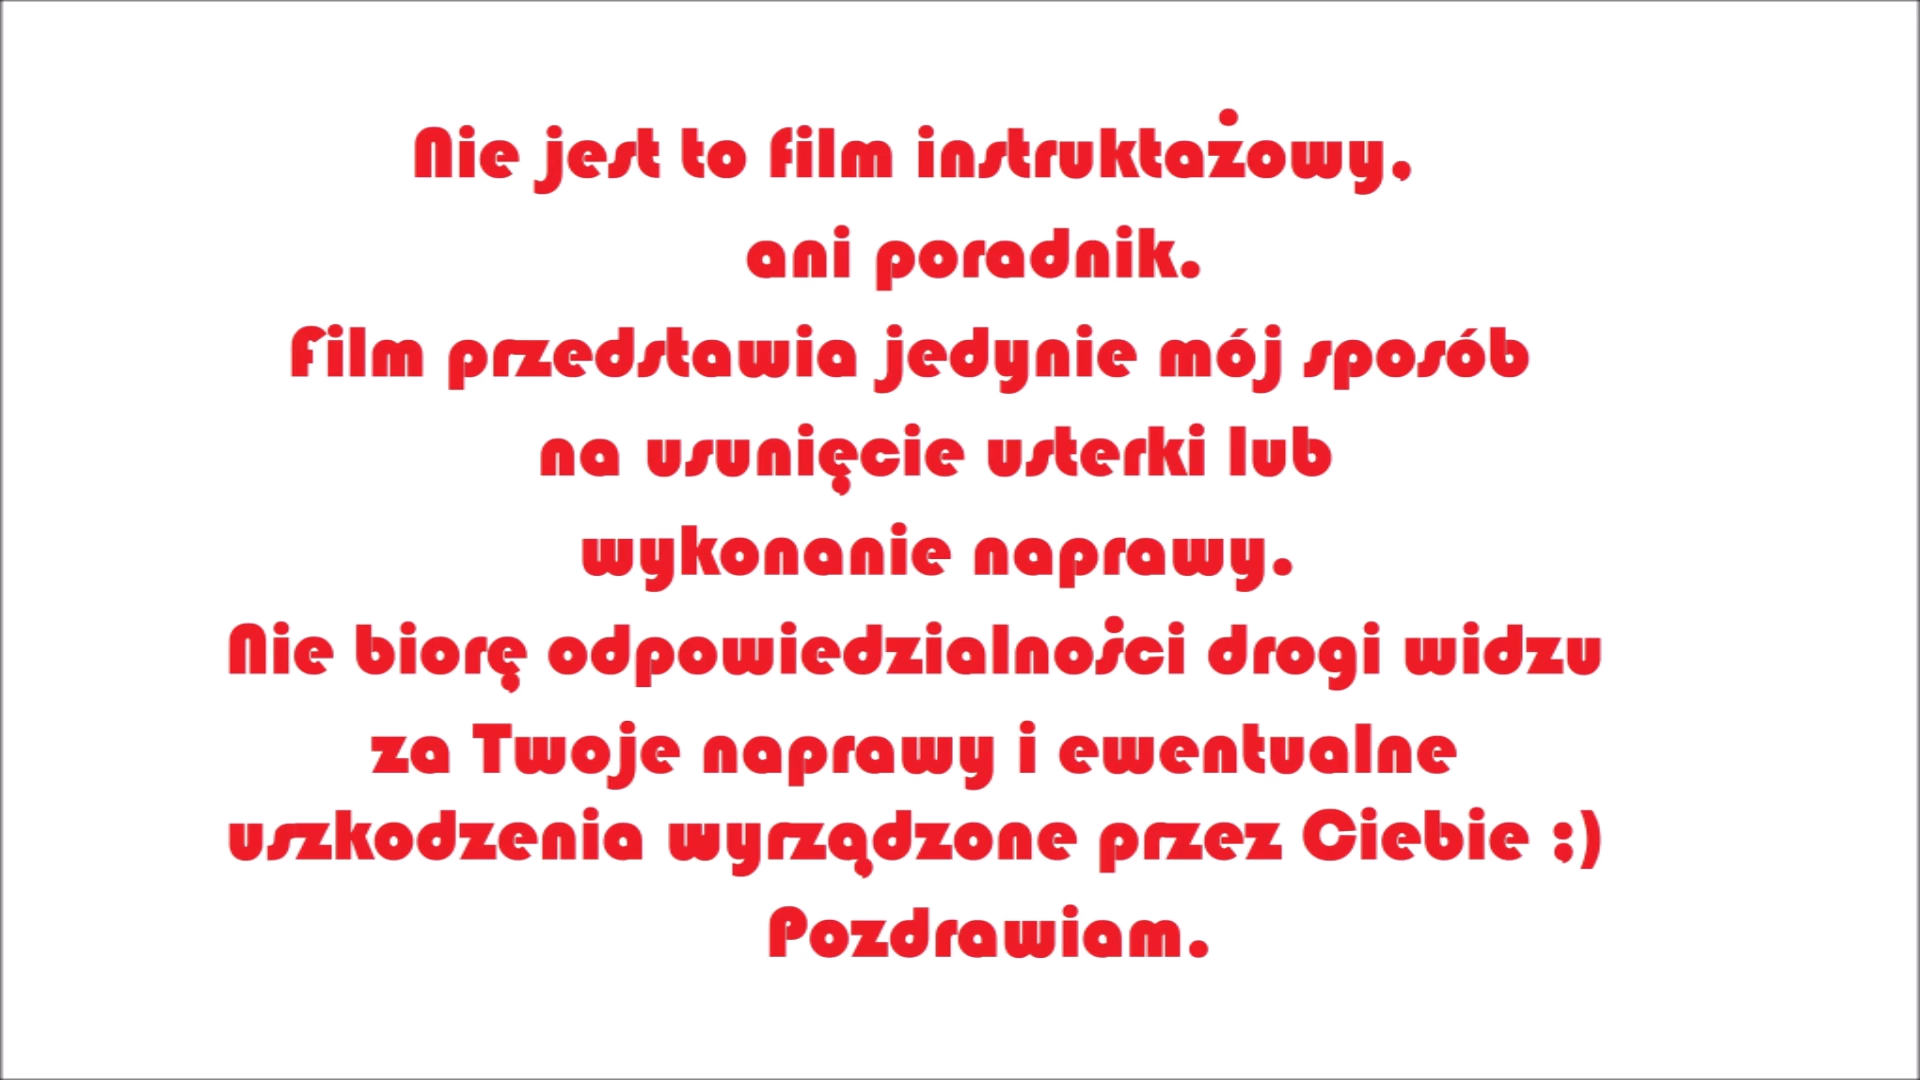 Nie jest to film instruktażowy,
ani poradnik.
Film przedstawia jedynie mój sposób
na usunięcie usterki lub
wykonanie naprawy.
Nie biorę odpowiedzialności drogi widzu
za Twoje naprawy i ewentualne
uszkodzenia wyrządzone przez Ciebie ;)
Pozdrawiam.